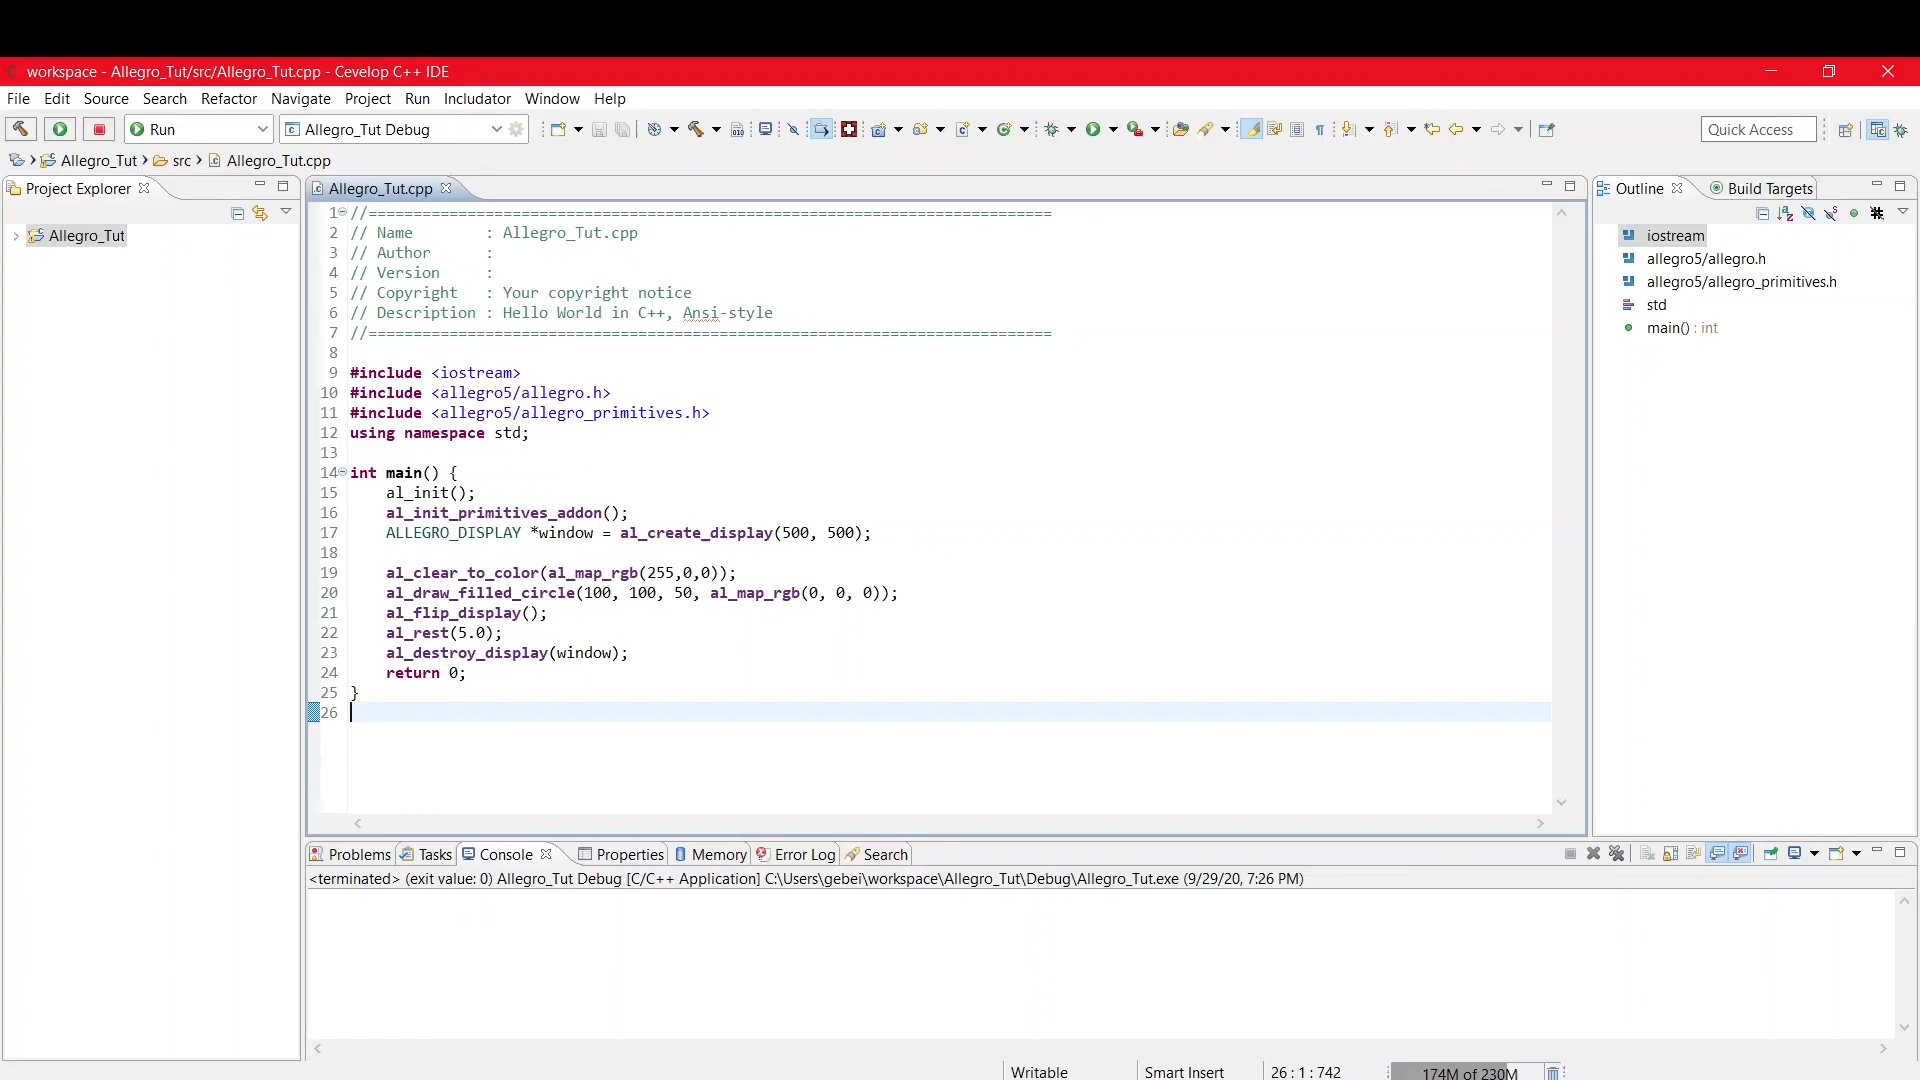 workspace - Allegro_Tut/src/Allegro_Tut.cpp - Cevelop C++ IDE
File Edit Source Search Refactor Navigate Project Run Includator Window Help
Run Allegro_Tut Debug Quick Access
Allegro_Tut src Allegro_Tut.cpp
Project Explorer
Allegro_Tut
Allegro_Tut.cpp
1 //============================================================================
2 // Name        : Allegro_Tut.cpp
3 // Author      :
4 // Version     :
5 // Copyright   : Your copyright notice
6 // Description : Hello World in C++, Ansi-style
7 //============================================================================
8
9 #include <iostream>
10 #include <allegro5/allegro.h>
11 #include <allegro5/allegro_primitives.h>
12 using namespace std;
13
14 int main() {
15     al_init();
16     al_init_primitives_addon();
17     ALLEGRO_DISPLAY *window = al_create_display(500, 500);
18
19     al_clear_to_color(al_map_rgb(255,0,0));
20     al_draw_filled_circle(100, 100, 50, al_map_rgb(0, 0, 0));
21     al_flip_display();
22     al_rest(5.0);
23     al_destroy_display(window);
24     return 0;
25 }
26
Outline Build Targets
iostream
allegro5/allegro.h
allegro5/allegro_primitives.h
std
main() : int
Problems Tasks Console Properties Memory Error Log Search
<terminated> (exit value: 0) Allegro_Tut Debug [C/C++ Application] C:\Users\gebei\workspace\Allegro_Tut\Debug\Allegro_Tut.exe (9/29/20, 7:26 PM)
Writable Smart Insert 26 : 1 : 742 174M of 230M